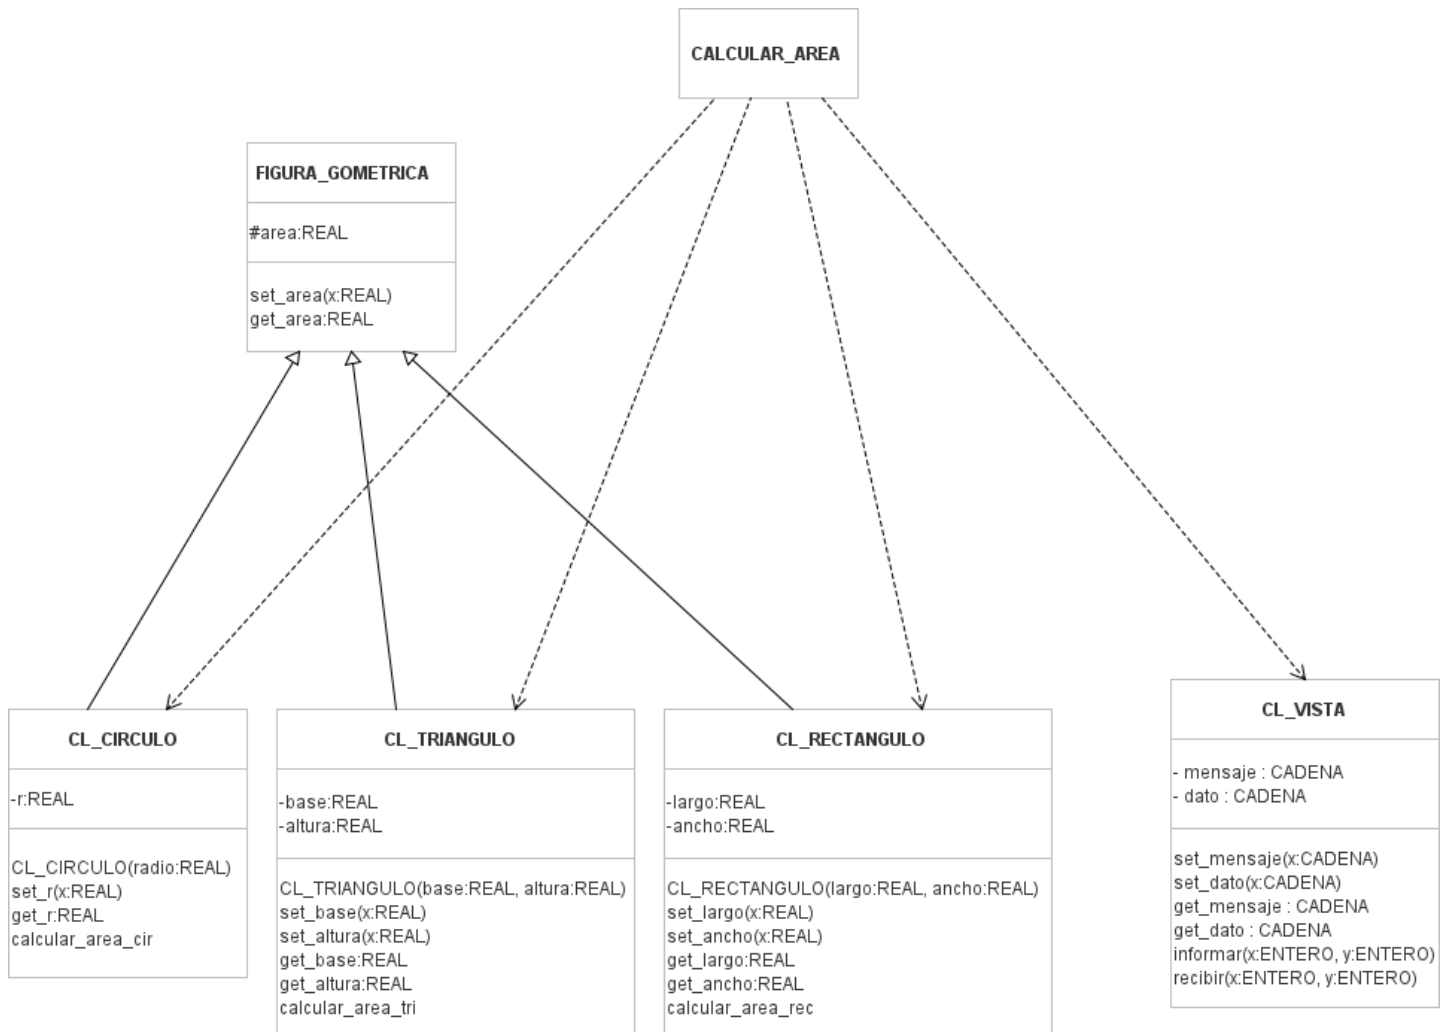 CALCULAR_AREA
FIGURA_GOMETRICA
#area:REAL
set_area(x:REAL)
get_area:REAL
CL_CIRCULO
-r:REAL
CL_CIRCULO(radio:REAL)
set_r(x:REAL)
get_r:REAL
calcular_area_cir
CL_TRIANGULO
-base:REAL
-altura:REAL
CL_TRIANGULO(base:REAL, altura:REAL)
set_base(x:REAL)
set_altura(x:REAL)
get_base:REAL
get_altura:REAL
calcular_area_tri
CL_RECTANGULO
-largo:REAL
-ancho:REAL
CL_RECTANGULO(largo:REAL, ancho:REAL)
set_largo(x:REAL)
set_ancho(x:REAL)
get_largo:REAL
get_ancho:REAL
calcular_area_rec
CL_VISTA
- mensaje : CADENA
- dato : CADENA
set_mensaje(x:CADENA)
set_dato(x:CADENA)
get_mensaje : CADENA
get_dato : CADENA
informar(x:ENTERO, y:ENTERO)
recibir(x:ENTERO, y:ENTERO)